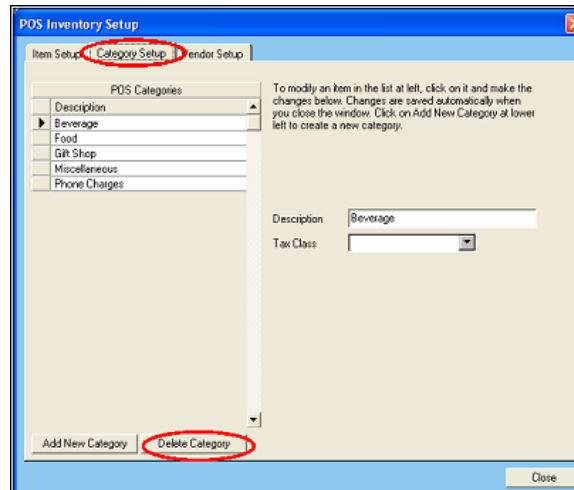 POS Inventory Setup
Item Setup
Category Setup
Vendor Setup
POS Categories
Description
Beverage
Food
Gift Shop
Miscellaneous
Phone Charges
To modify an item in the list at left, click on it and make the
changes below. Changes are saved automatically when
you close the window. Click on Add New Category at lower
left to create a new category.
Description
Beverage
Tax Class
Add New Category
Delete Category
Close